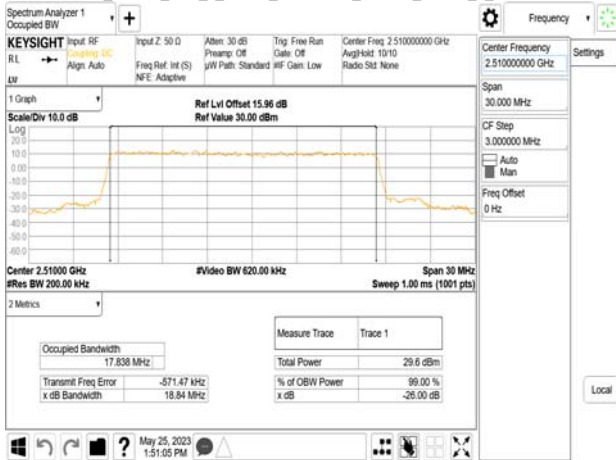 Spectrum Analyzer 1
Occupied BW
KEYSIGHT Input: RF
RL
Coupling: DC
Align: Auto
Input Z: 50 Ω
Freq Ref: Int (S)
NFE: Adaptive
Atten: 30 dB
Preamp: Off
µW Path: Standard
Trig: Free Run
Gate: Off
#IF Gain: Low
Center Freq: 2.510000000 GHz
Avg|Hold: 10/10
Radio Std: None
LXI
1 Graph
Scale/Div 10.0 dB
Ref Lvl Offset 15.96 dB
Ref Value 30.00 dBm
Log
20.0
10.0
0.00
-10.0
-20.0
-30.0
-40.0
-50.0
-60.0
Center 2.51000 GHz
#Video BW 620.00 kHz
Span 30 MHz
#Res BW 200.00 kHz
Sweep 1.00 ms (1001 pts)
2 Metrics
Occupied Bandwidth
17.838 MHz
Transmit Freq Error -571.47 kHz
x dB Bandwidth 18.84 MHz
Measure Trace Trace 1
Total Power 29.6 dBm
% of OBW Power 99.00 %
x dB -26.00 dB
May 25, 2023
1:51:05 PM
Frequency
Center Frequency
2.510000000 GHz
Settings
Span
30.000 MHz
CF Step
3.000000 MHz
Auto
Man
Freq Offset
0 Hz
Local